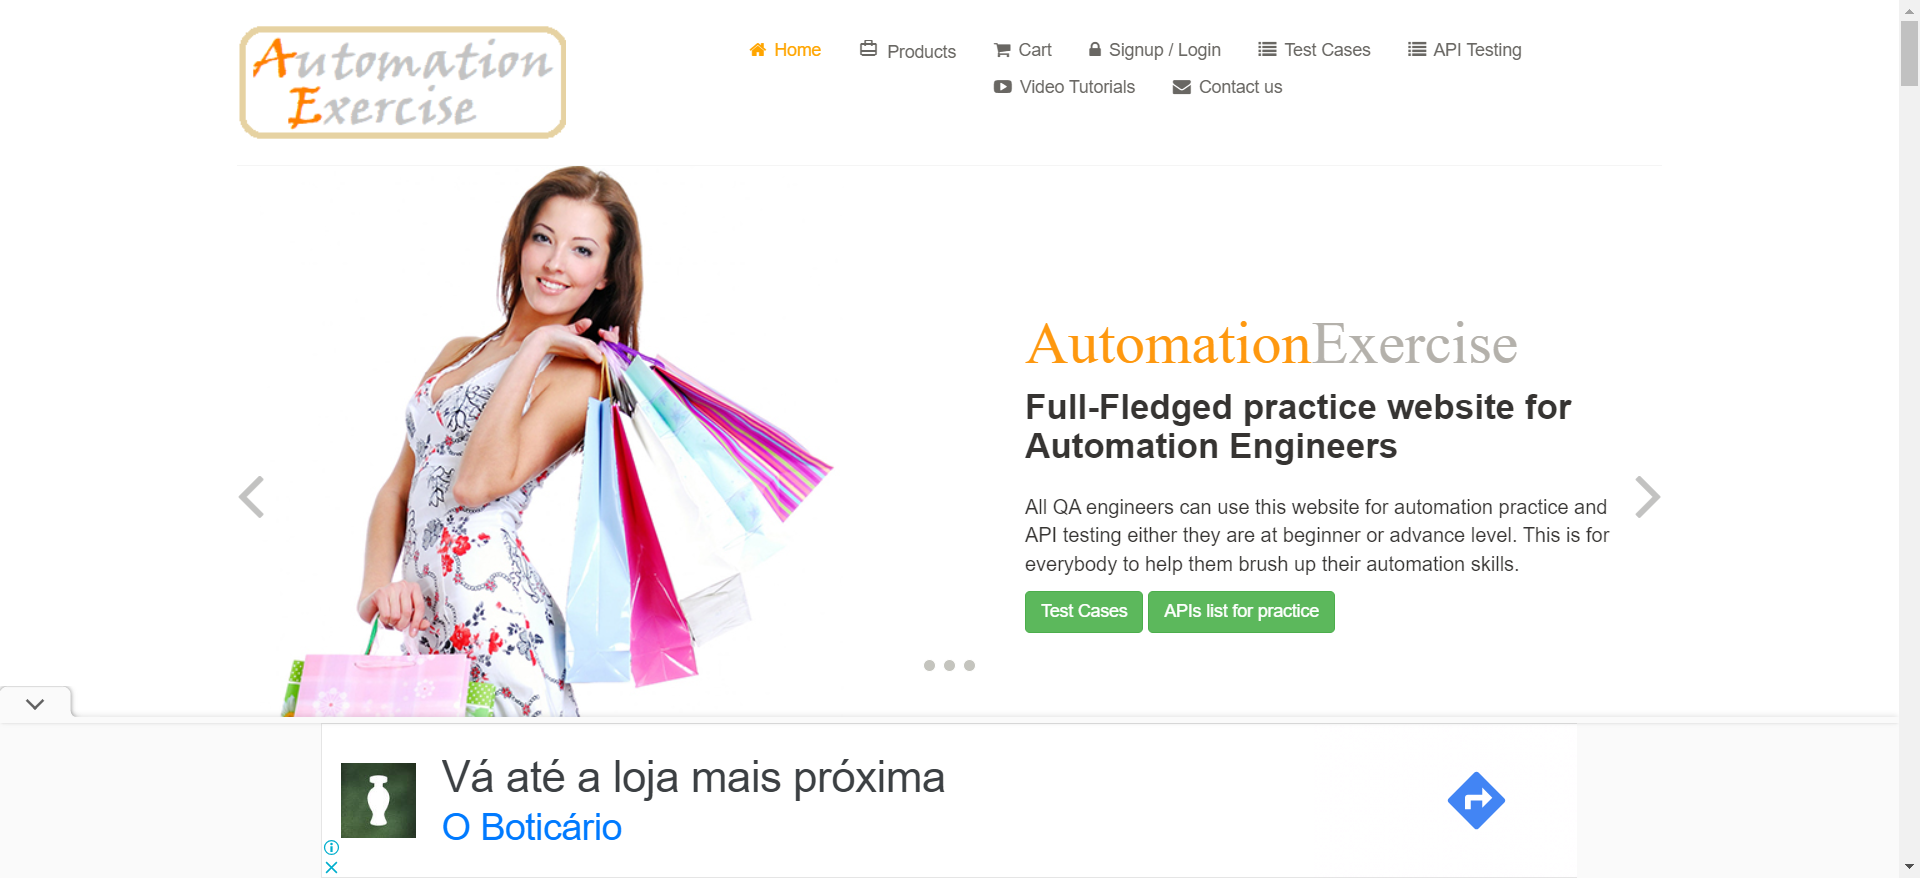 Automation
Exercise
Home
Products
Cart
Signup / Login
Test Cases
API Testing
Video Tutorials
Contact us
AutomationExercise
Full-Fledged practice website for
Automation Engineers
All QA engineers can use this website for automation practice and
API testing either they are at beginner or advance level. This is for
everybody to help them brush up their automation skills.
Test Cases
APIs list for practice
Vá até a loja mais próxima
O Boticário